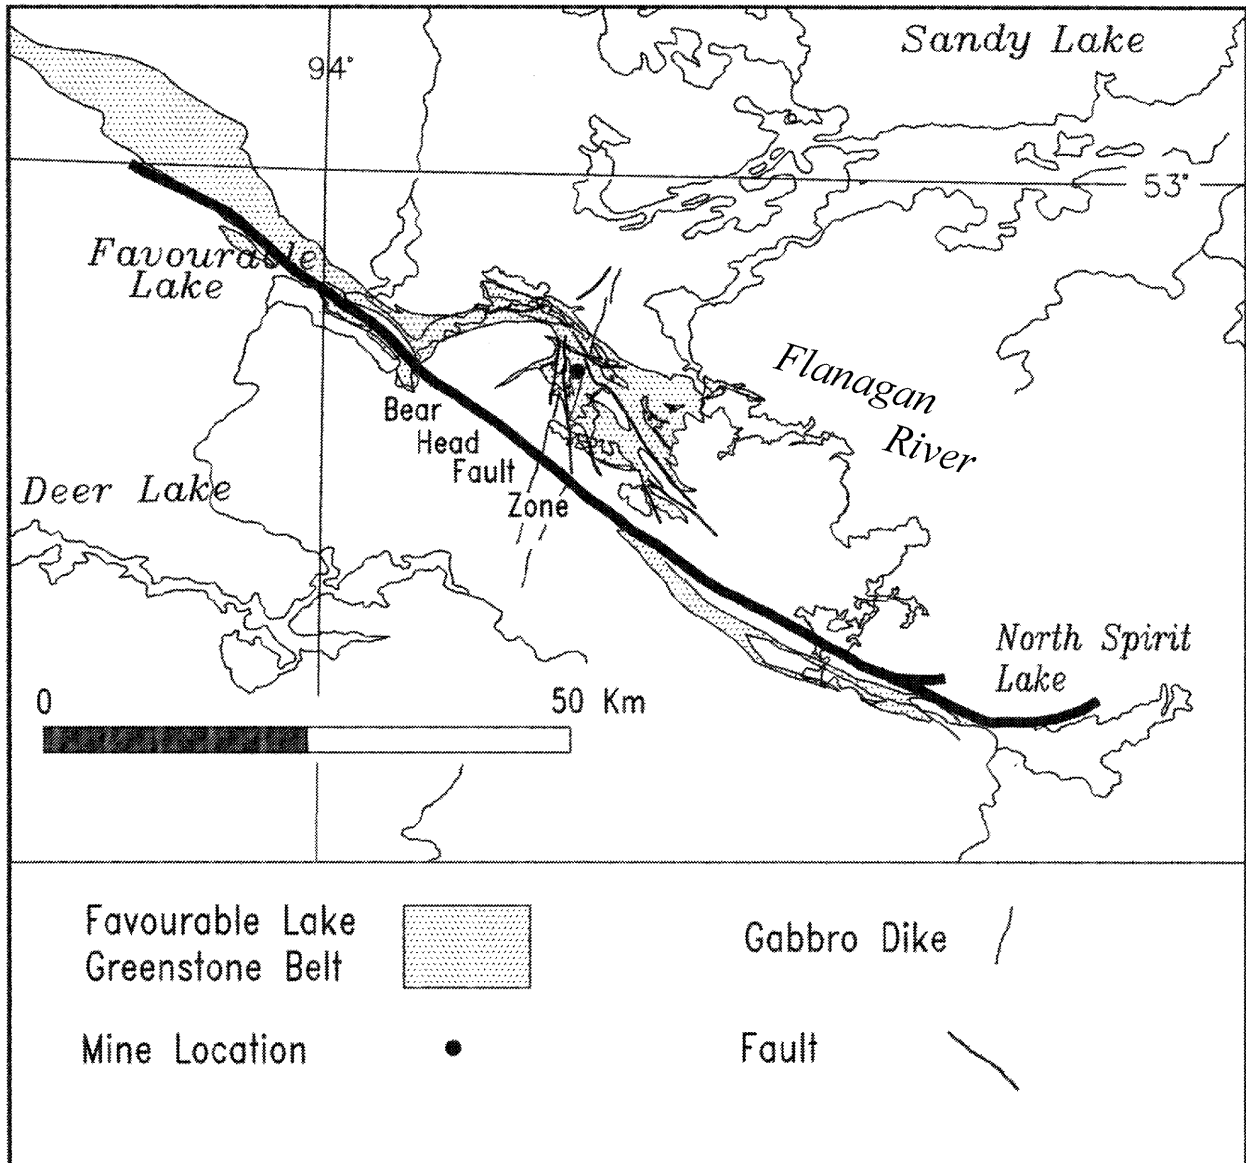 Sandy Lake
94°
53°
Favourable
Lake
Flanagan
River
Bear
Head
Fault
Zone
Deer Lake
North Spirit
Lake
0 50 Km
Favourable Lake
Greenstone Belt
Gabbro Dike
Mine Location
Fault